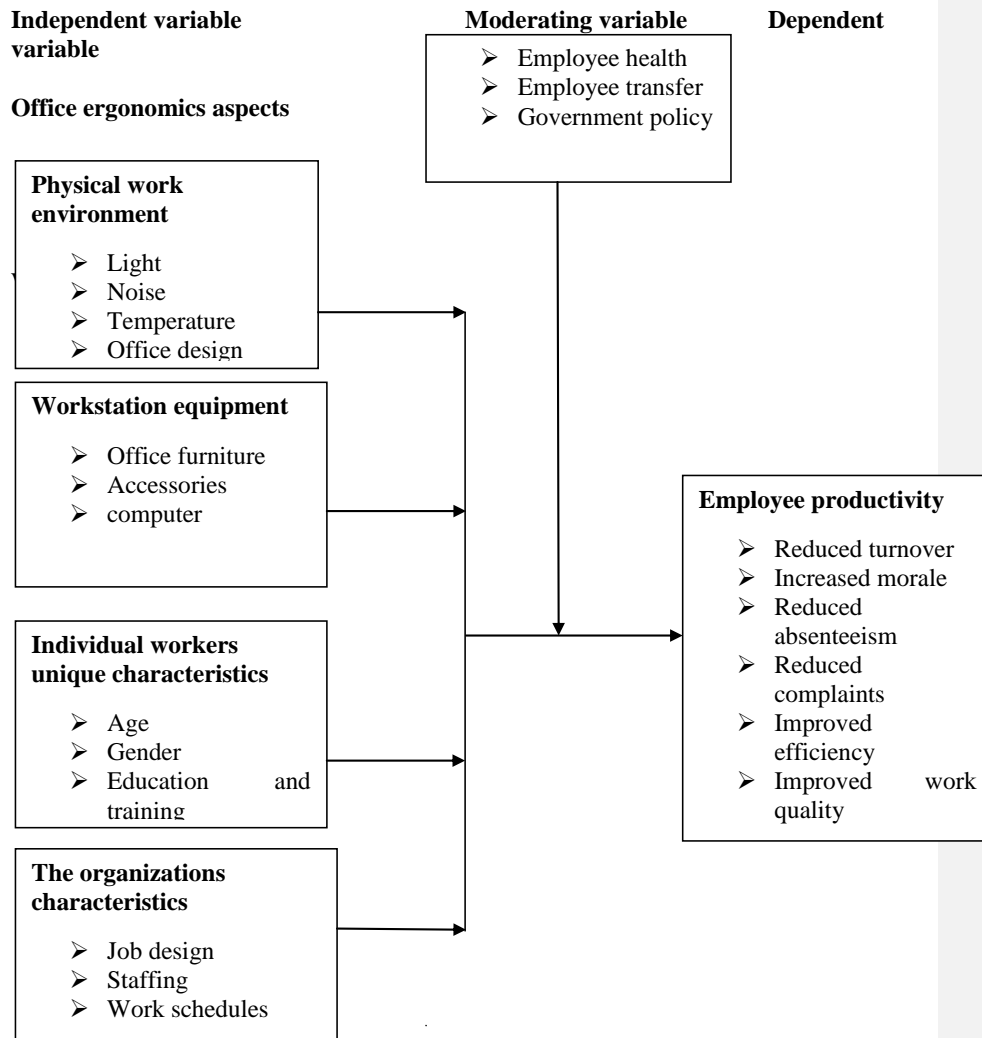 Independent variable Moderating variable Dependent
variable
➢ Employee health
➢ Employee transfer
➢ Government policy
Office ergonomics aspects
Physical work
environment
➢ Light
➢ Noise
➢ Temperature
➢ Office design
Workstation equipment
➢ Office furniture
➢ Accessories
➢ computer
Individual workers
unique characteristics
➢ Age
➢ Gender
➢ Education and
training
The organizations
characteristics
➢ Job design
➢ Staffing
➢ Work schedules
Employee productivity
➢ Reduced turnover
➢ Increased morale
➢ Reduced
absenteeism
➢ Reduced
complaints
➢ Improved
efficiency
➢ Improved work
quality